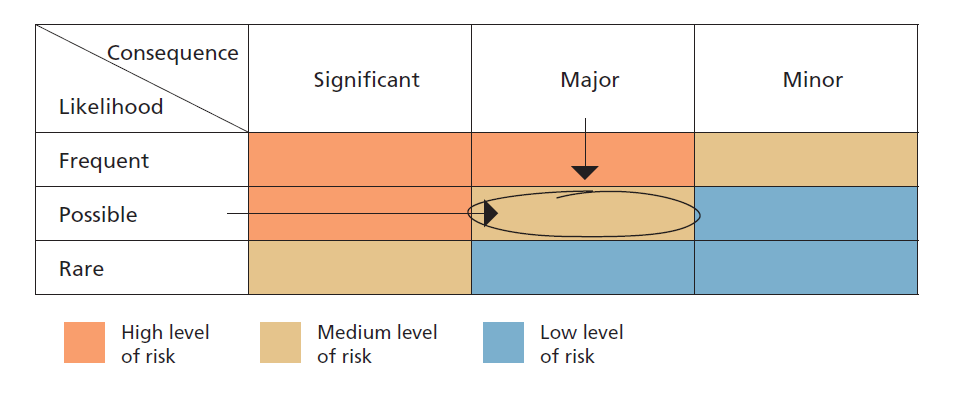 Consequence
Likelihood
Significant
Major
Minor
Frequent
Possible
Rare
High level
of risk
Medium level
of risk
Low level
of risk